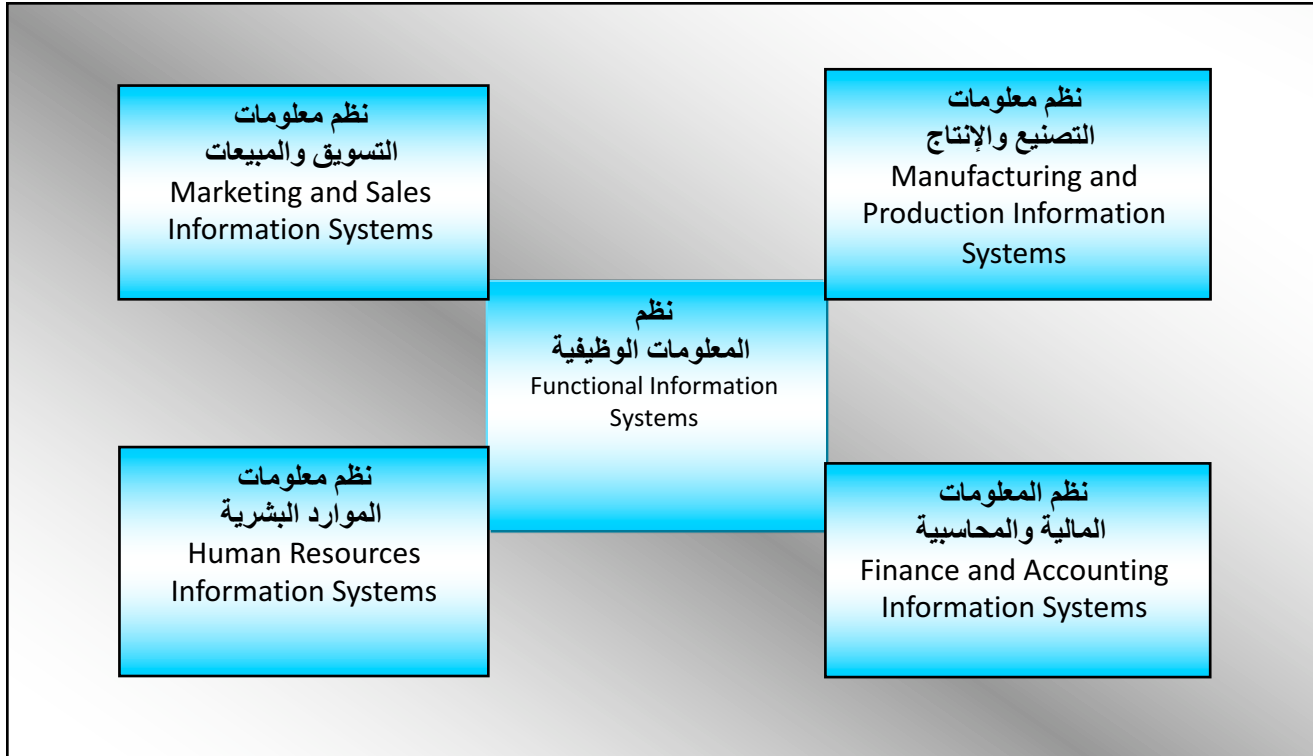 نظم معلومات
التسويق والمبيعات
Marketing and Sales
Information Systems
نظم معلومات
التصنيع والإنتاج
Manufacturing and
Production Information
Systems
نظم
المعلومات الوظيفية
Functional Information
Systems
نظم معلومات
الموارد البشرية
Human Resources
Information Systems
نظم المعلومات
المالية والمحاسبية
Finance and Accounting
Information Systems